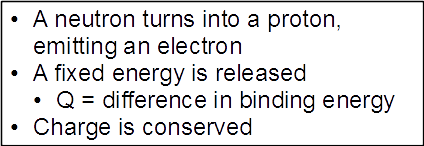 • A neutron turns into a proton,
emitting an electron
• A fixed energy is released
• Q = difference in binding energy
• Charge is conserved